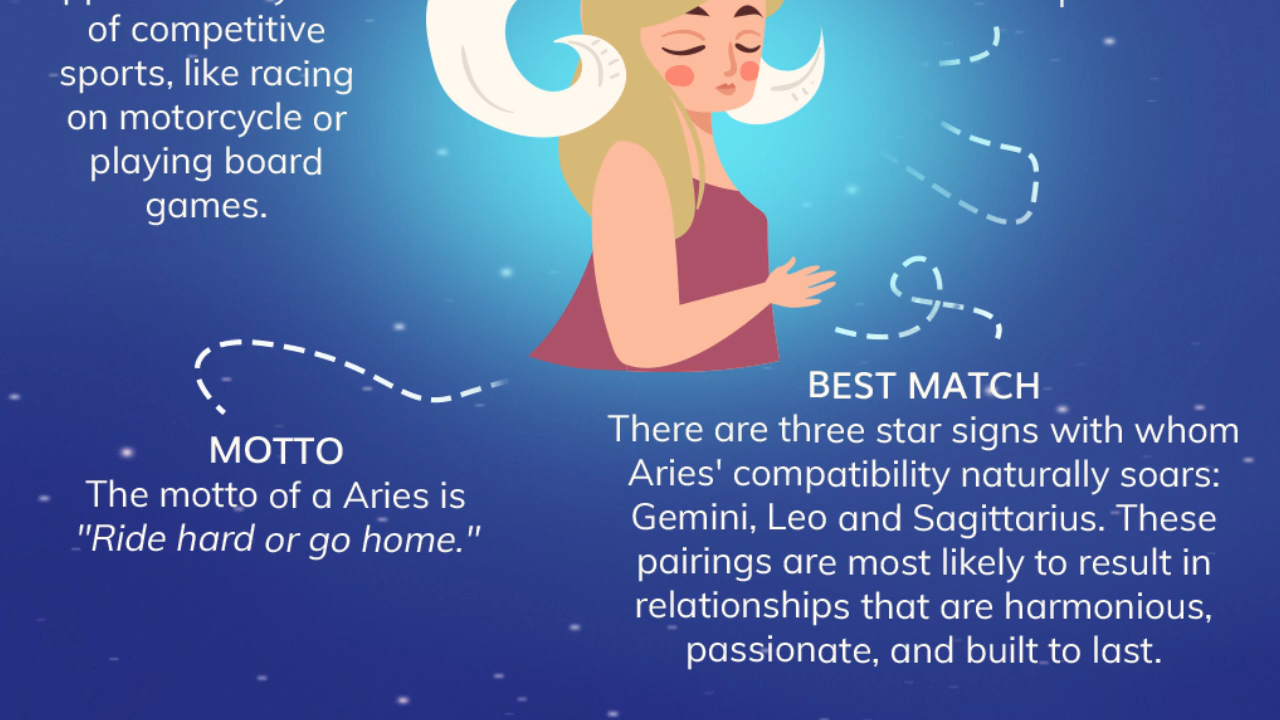 of competitive
sports, like racing
on motorcycle or
playing board
games.
MOTTO
The motto of a Aries is
"Ride hard or go home."
BEST MATCH
There are three star signs with whom
Aries' compatibility naturally soars:
Gemini, Leo and Sagittarius. These
pairings are most likely to result in
relationships that are harmonious,
passionate, and built to last.